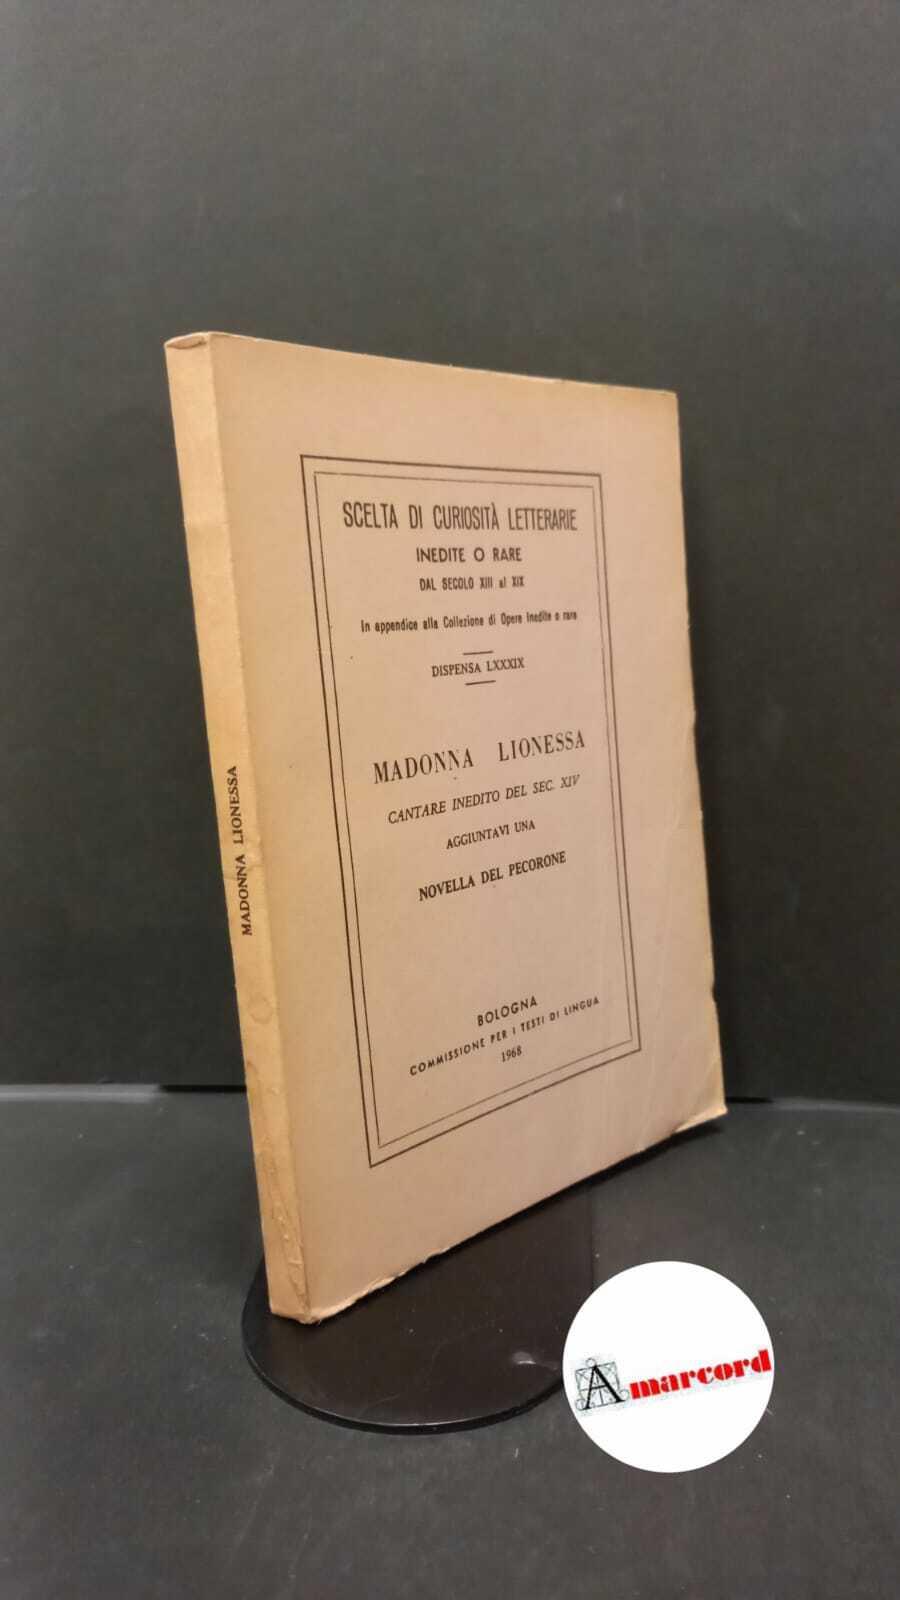 SCELTA DI CURIOSITÀ LETTERARIE
INEDITE O RARE
DAL SECOLO XIII al XIX
In appendice alla Collezione di Opere inedite o rare
DISPENSA LXXXIX
MADONNA LIONESSA
CANTARE INEDITO DEL SEC. XIV
AGGIUNTAVI UNA
NOVELLA DEL PECORONE
BOLOGNA
COMMISSIONE PER I TESTI DI LINGUA
1968
MADONNA LIONESSA
Amarcord